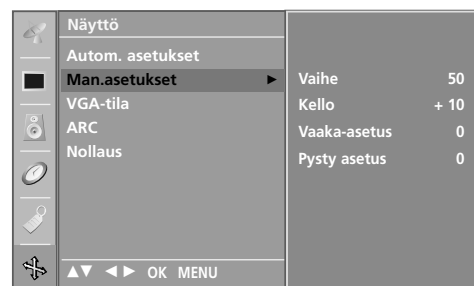 Näyttö
Autom. asetukset
Man.asetukset ►
VGA-tila
ARC
Nollaus
▲▼ ◄ ► OK MENU
Vaihe 50
Kello + 10
Vaaka-asetus 0
Pysty asetus 0